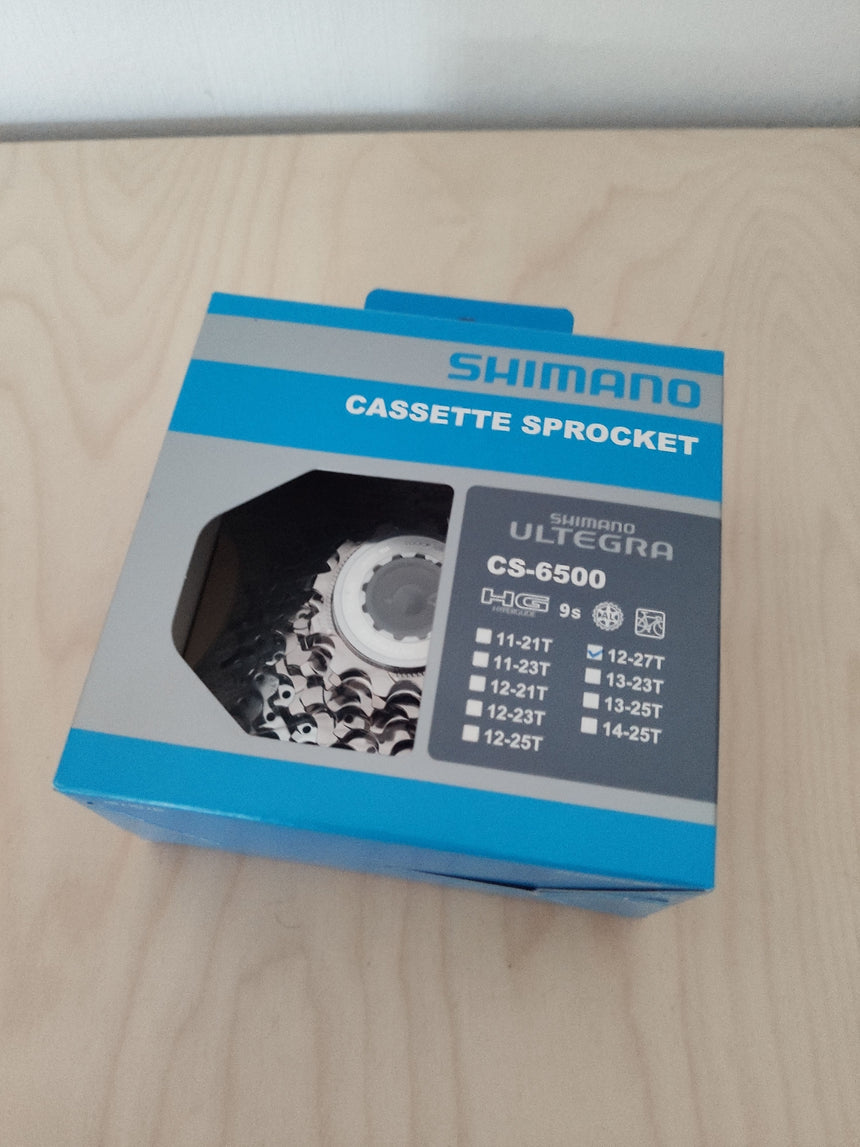 SHIMANO
CASSETTE SPROCKET
SHIMANO
ULTEGRA
CS-6500
HG 9s
HYPERGLIDE
11-21T
11-23T
12-21T
12-23T
12-25T
12-27T
13-23T
13-25T
14-25T